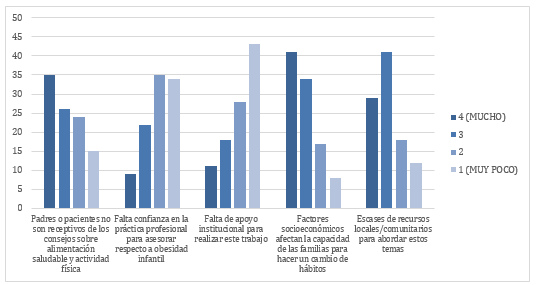 50
45
40
35
30
25
20
15
10
5
0
Padres o pacientes no
son receptivos de los
consejos sobre
alimentación
saludable y actividad
física
Falta confianza en la
práctica profesional
para asesorar
respecto a obesidad
infantil
Falta de apoyo
institucional para
realizar este trabajo
Factores
socioeconómicos
afectan la capacidad
de las familias para
hacer un cambio de
hábitos
Escases de recursos
locales/comunitarios
para abordar estos
temas
4 (MUCHO)
3
2
1 (MUY POCO)